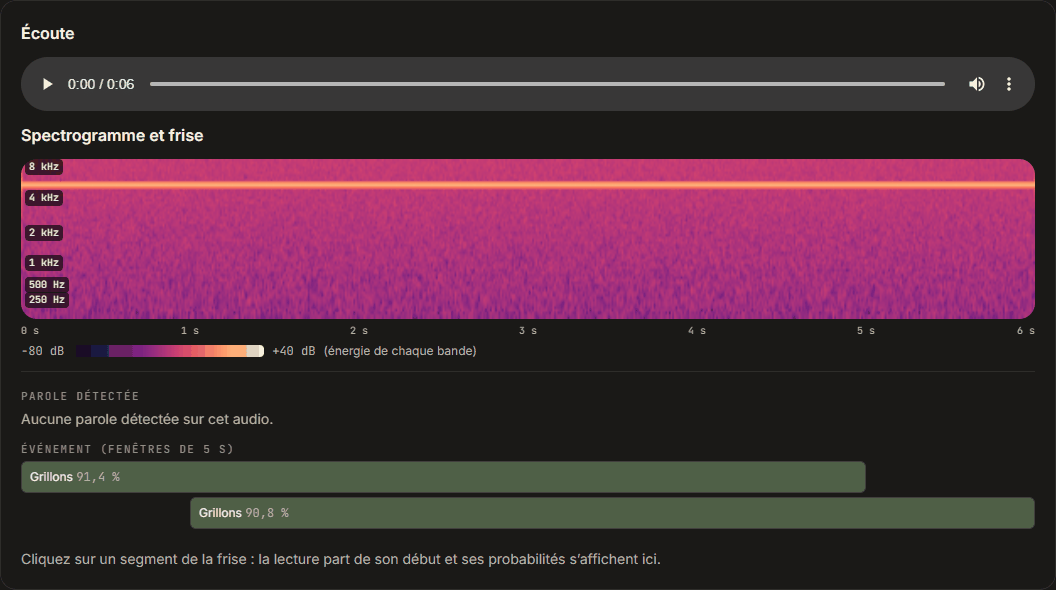 Écoute
0:00 / 0:06
Spectrogramme et frise
8 kHz
4 kHz
2 kHz
1 kHz
500 Hz
250 Hz
0 s 1 s 2 s 3 s 4 s 5 s 6 s
-80 dB +40 dB (énergie de chaque bande)
PAROLE DÉTECTÉE
Aucune parole détectée sur cet audio.
ÉVÉNEMENT (FENÊTRES DE 5 S)
Grillons 91,4 %
Grillons 90,8 %
Cliquez sur un segment de la frise : la lecture part de son début et ses probabilités s’affichent ici.